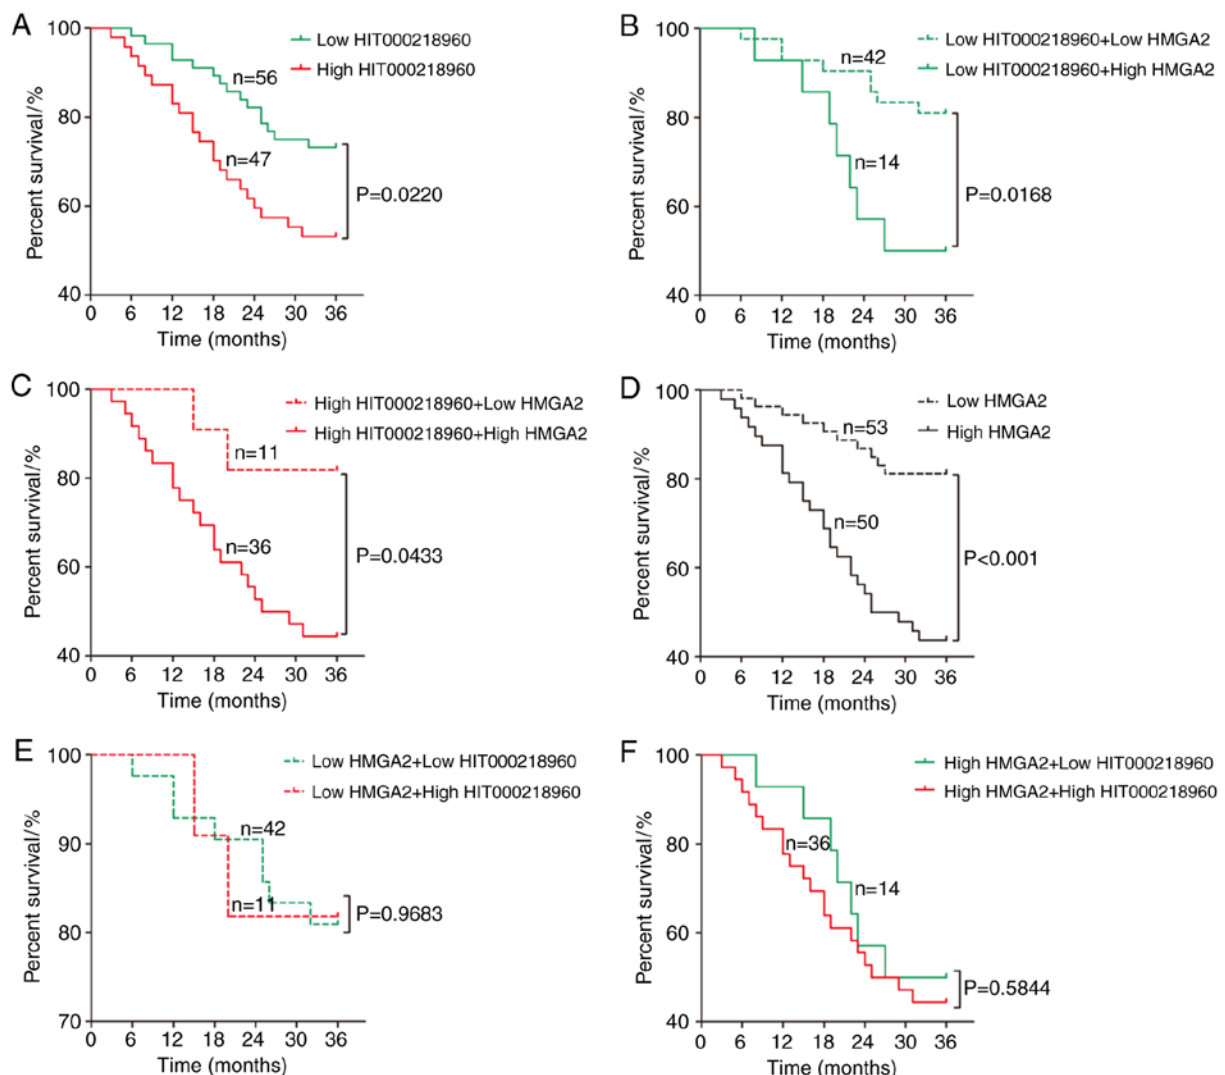 A
Percent survival/%
100
80
60
40
0 6 12 18 24 30 36
Time (months)
Low HIT000218960
High HIT000218960
n=56
n=47
P=0.0220
B
Percent survival/%
100
80
60
40
0 6 12 18 24 30 36
Time (months)
Low HIT000218960+Low HMGA2
Low HIT000218960+High HMGA2
n=42
n=14
P=0.0168
C
Percent survival/%
100
80
60
40
0 6 12 18 24 30 36
Time (months)
High HIT000218960+Low HMGA2
High HIT000218960+High HMGA2
n=11
n=36
P=0.0433
D
Percent survival/%
100
80
60
40
0 6 12 18 24 30 36
Time (months)
Low HMGA2
High HMGA2
n=53
n=50
P<0.001
E
Percent survival/%
100
90
80
70
0 6 12 18 24 30 36
Time (months)
Low HMGA2+Low HIT000218960
Low HMGA2+High HIT000218960
n=42
n=11
P=0.9683
F
Percent survival/%
100
80
60
40
0 6 12 18 24 30 36
Time (months)
High HMGA2+Low HIT000218960
High HMGA2+High HIT000218960
n=36
n=14
P=0.5844